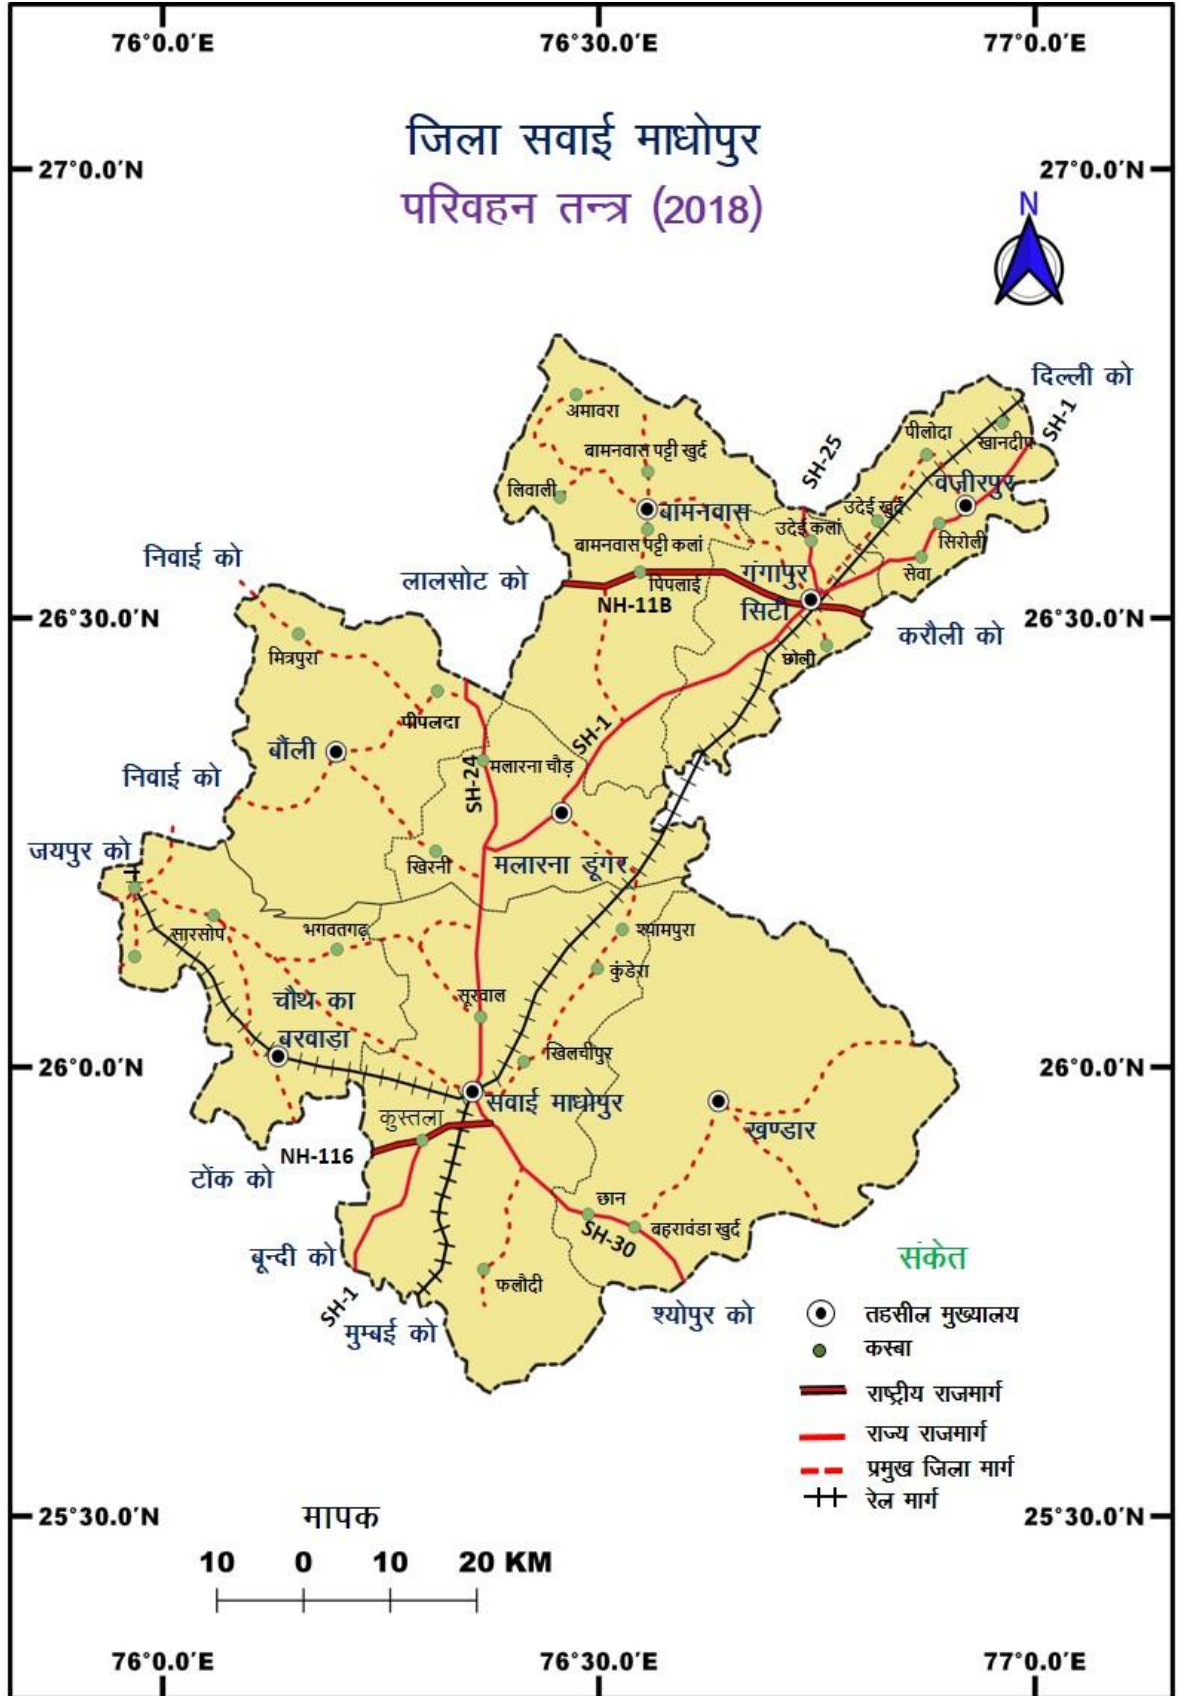 76°0.0'E 76°30.0'E 77°0.0'E
जिला सवाई माधोपुर
27°0.0'N 27°0.0'N
परिवहन तन्त्र (2018)
N
दिल्ली को
SH-1
अमावरा
पीलोदा
खानदीप
बामनवास पट्टी खुर्द
SH-25
लिवाली
वज़ीरपुर
बामनवास
उदेई खुर्द
उदेई कलां
सिरोली
बामनवास पट्टी कलां
निवाई को
सेवा
लालसोट को
पिपलाई
गंगापुर
सिटी
NH-11B
26°30.0'N 26°30.0'N
करौली को
मित्रपुरा
छोली
पीपलदा
SH-1
बौंली
मलारना चौड़
निवाई को
SH-24
जयपुर को
खिरनी
मलारना डूंगर
सारसोप
भगवतगढ़
श्यामपुरा
कुंडेरा
चौथ का
सूरवाल
बरवाड़ा
खिलचीपुर
26°0.0'N 26°0.0'N
सवाई माधोपुर
कुस्तला
खण्डार
NH-116
टोंक को
छान
बहरावंडा खुर्द
SH-30
बून्दी को
संकेत
फलौदी
SH-1
मुम्बई को
श्योपुर को
तडसील मुख्यालय
कस्बा
राष्ट्रीय राजमार्ग
राज्य राजमार्ग
प्रमुख जिला मार्ग
रेल मार्ग
25°30.0'N 25°30.0'N
मापक
10 0 10 20 KM
76°0.0'E 76°30.0'E 77°0.0'E